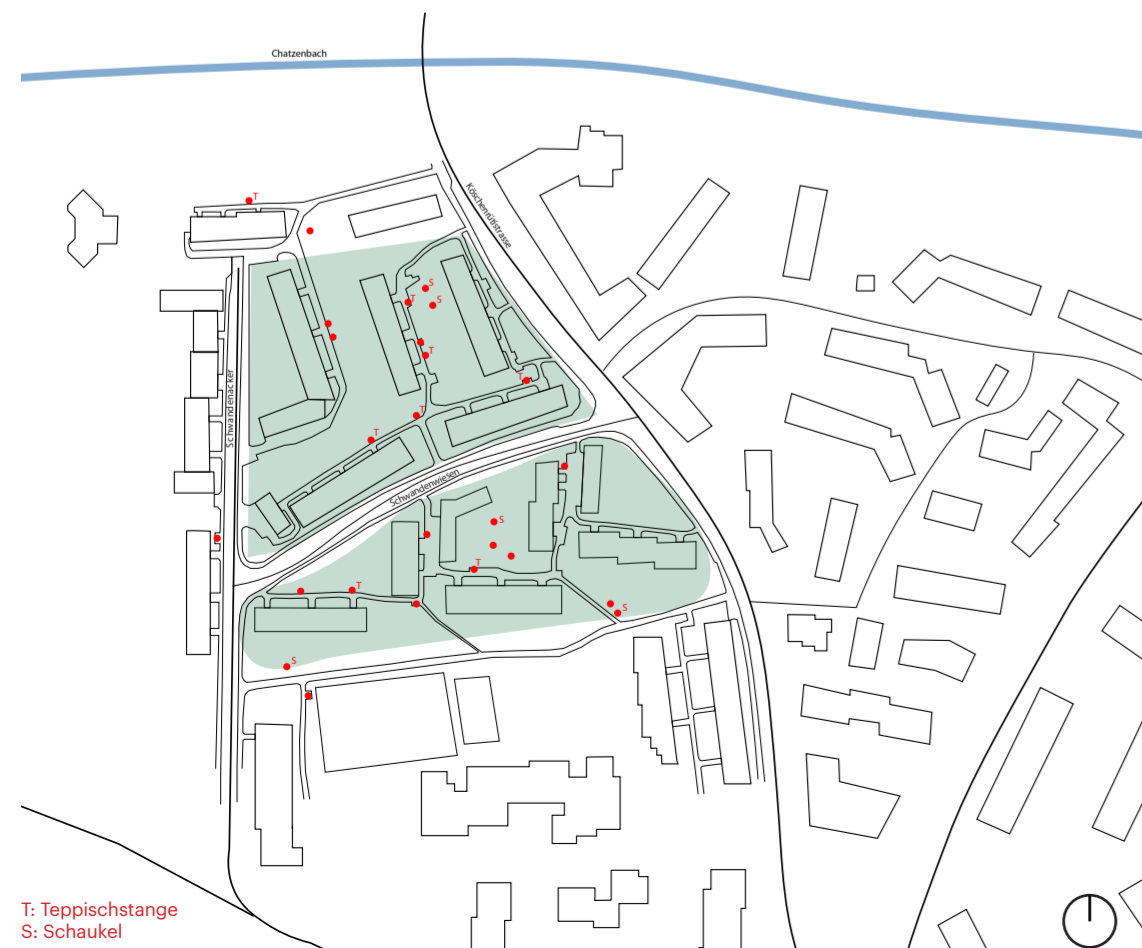 Chatzenbach
T
Köschenrütistrasse
S
T
S
T
T
T
T
Schwandenacker
Schwandenwiesen
S
T
T
S
S
T: Teppischstange
S: Schaukel